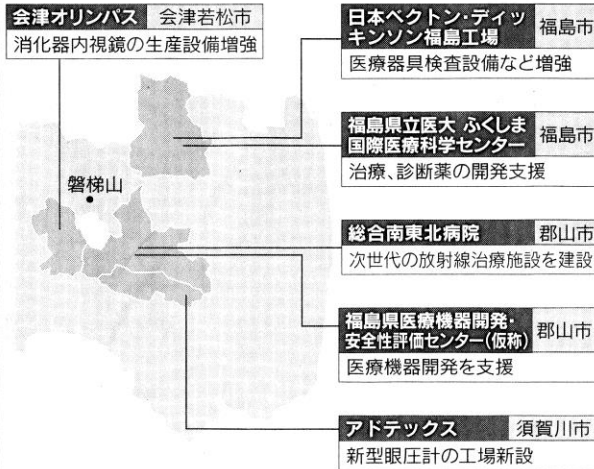 会津オリンパス 会津若松市
消化器内視鏡の生産設備増強
日本ベクトン・ディッ
キンソン福島工場 福島市
医療器具検査設備など増強
福島県立医大 ふくしま
国際医療科学センター 福島市
治療、診断薬の開発支援
磐梯山
総合南東北病院 郡山市
次世代の放射線治療施設を建設
福島県医療機器開発・
安全性評価センター(仮称) 郡山市
医療機器開発を支援
アドテックス 須賀川市
新型眼圧計の工場新設